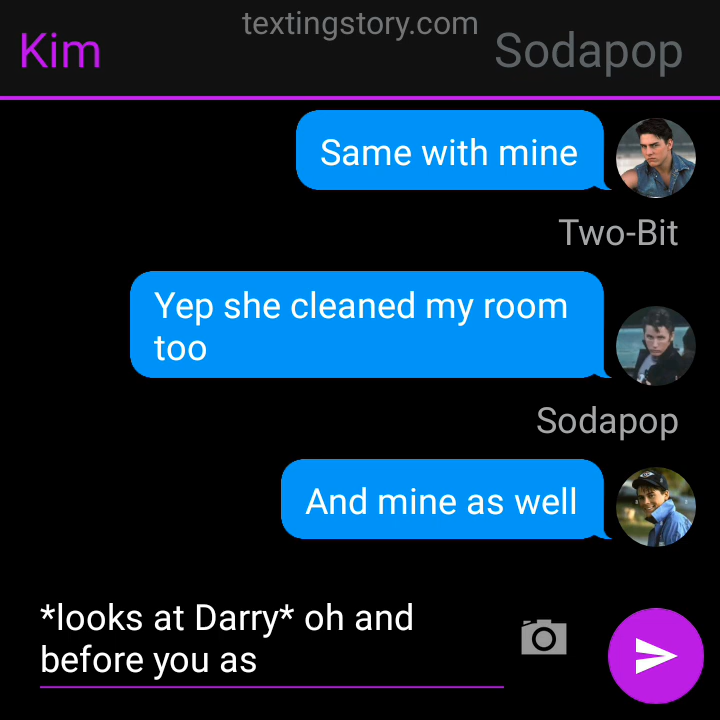 textingstory.com
Kim
Sodapop
Same with mine
Two-Bit
Yep she cleaned my room
too
Sodapop
And mine as well
*looks at Darry* oh and
before you as